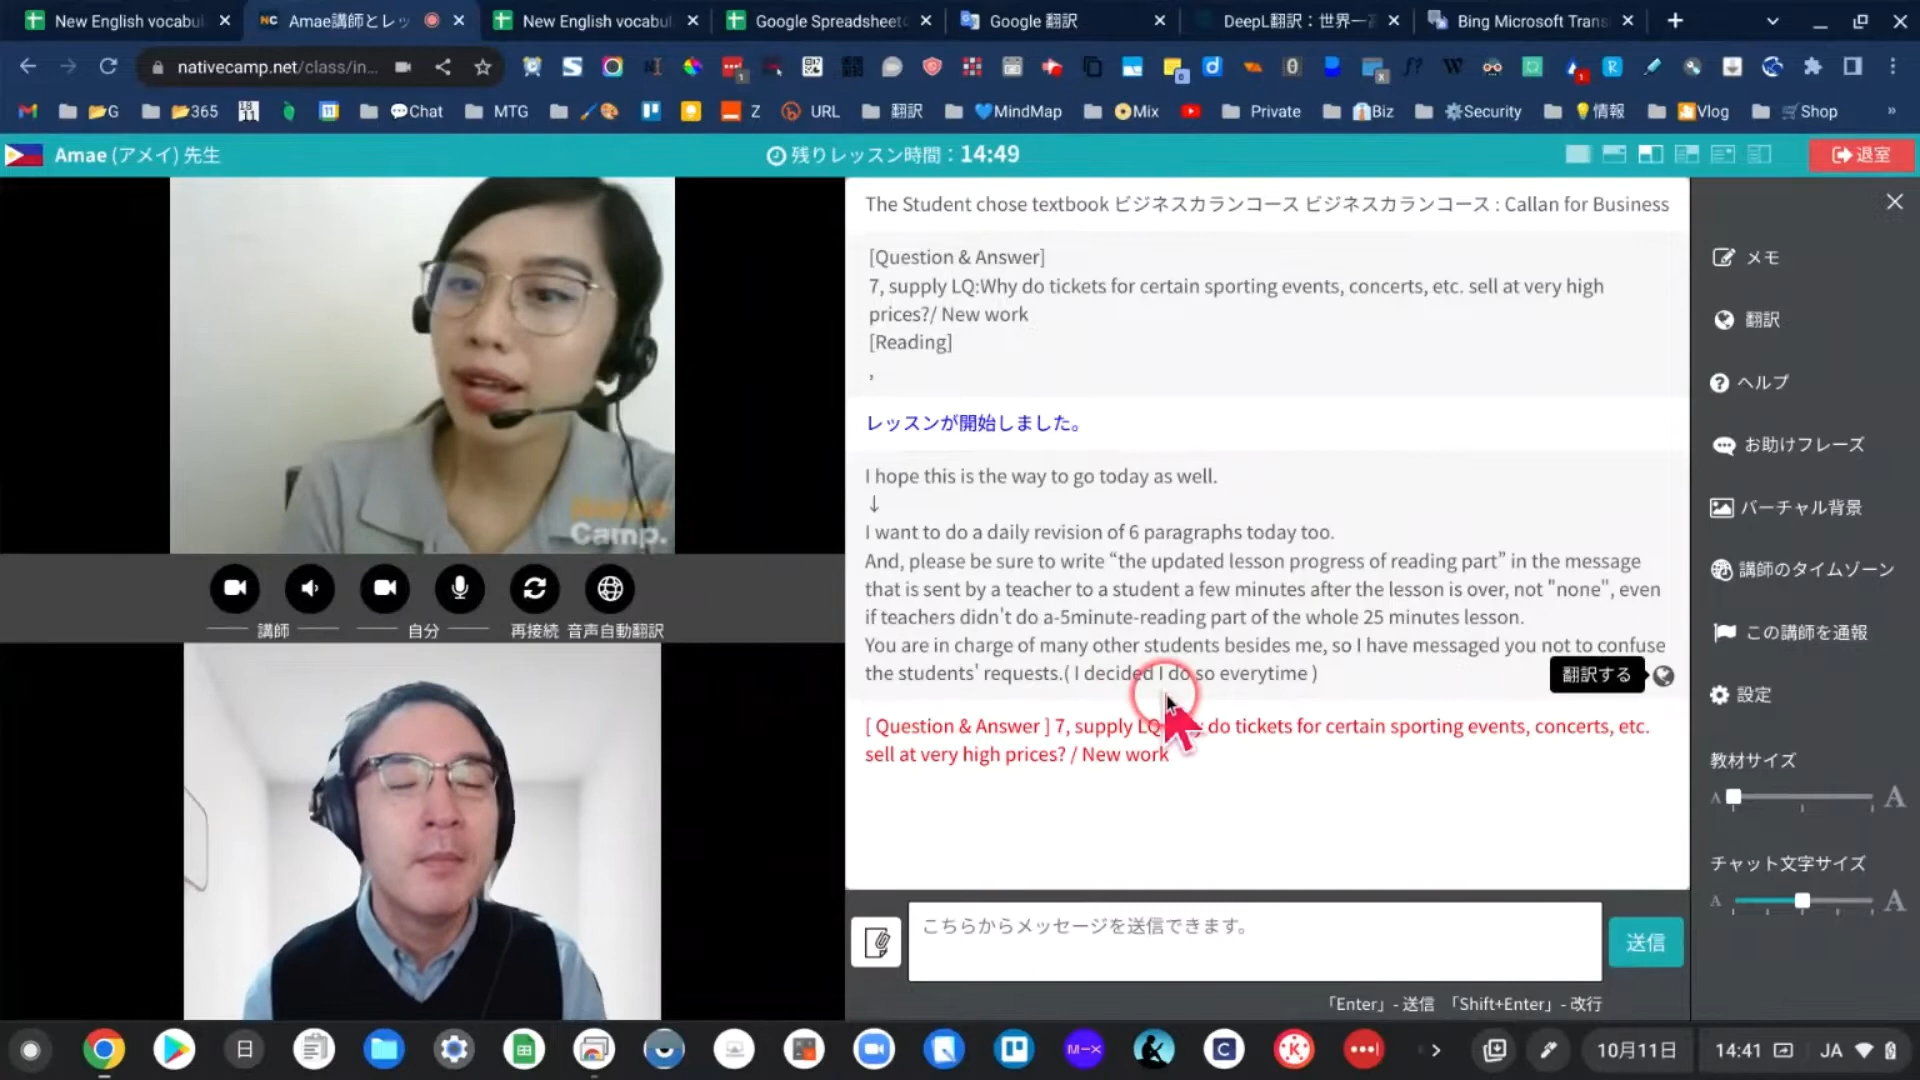 New English vocabu
Amae講師とレッ
New English vocabul
Google Spreadsheet
Google 翻訳
DeepL翻訳：世界一
Bing Microsoft Trans
nativecamp.net/class/in...
G
365
Chat
MTG
Z
URL
翻訳
MindMap
Mix
Private
Biz
Security
情報
Vlog
Shop
»
Amae (アメイ) 先生
残りレッスン時間：14:49
退室
The Student chose textbook ビジネスカランコース ビジネスカランコース : Callan for Business
[Question & Answer]
7, supply LQ:Why do tickets for certain sporting events, concerts, etc. sell at very high
prices?/ New work
[Reading]
,
レッスンが開始しました。
I hope this is the way to go today as well.
↓
I want to do a daily revision of 6 paragraphs today too.
And, please be sure to write “the updated lesson progress of reading part” in the message
that is sent by a teacher to a student a few minutes after the lesson is over, not "none", even
if teachers didn't do a-5minute-reading part of the whole 25 minutes lesson.
You are in charge of many other students besides me, so I have messaged you not to confuse
the students' requests.( I decided I do so everytime )
翻訳する
[ Question & Answer ] 7, supply LQ do tickets for certain sporting events, concerts, etc.
sell at very high prices? / New work
Camp.
講師
自分
再接続
音声自動翻訳
メモ
翻訳
ヘルプ
お助けフレーズ
バーチャル背景
講師のタイムゾーン
この講師を通報
設定
教材サイズ
A A
チャット文字サイズ
A A
こちらからメッセージを送信できます。
送信
「Enter」- 送信 「Shift+Enter」- 改行
10月11日
14:41
JA